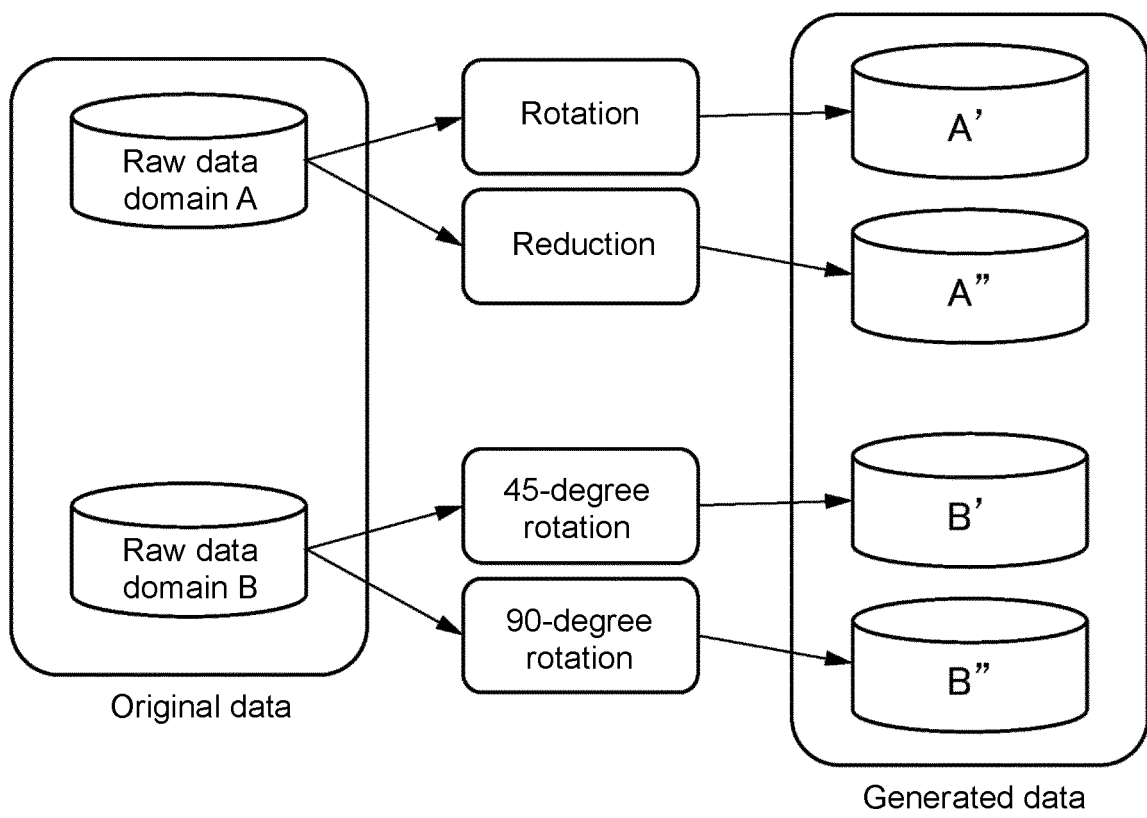 Raw data
domain A
Rotation
A’
Reduction
A”
Raw data
domain B
45-degree
rotation
B’
90-degree
rotation
B”
Original data
Generated data